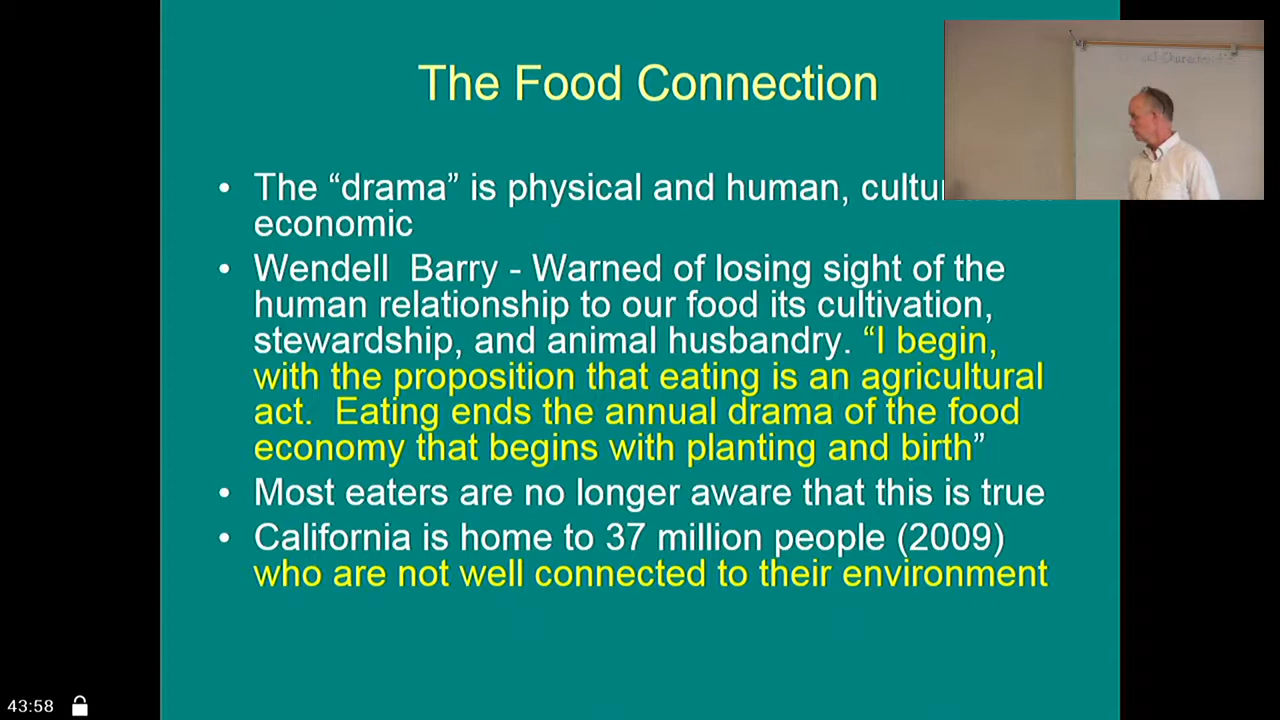 The Food Connection
• The “drama” is physical and human,
economic
• Wendell Barry - Warned of losing sight of the
human relationship to our food its cultivation,
stewardship, and animal husbandry. “I begin,
with the proposition that eating is an agricultural
act. Eating ends the annual drama of the food
economy that begins with planting and birth”
• Most eaters are no longer aware that this is true
• California is home to 37 million people (2009)
who are not well connected to their environment
43:58